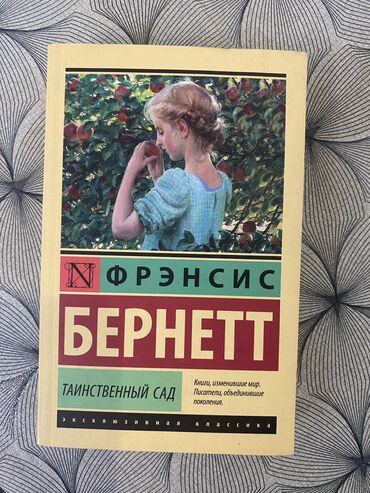 N ФРЭНСИС
БЕРНЕТТ
ТАИНСТВЕННЫЙ САД
Книги, изменившие мир.
Писатели, объединившие
поколения.
эксклюзивная классика